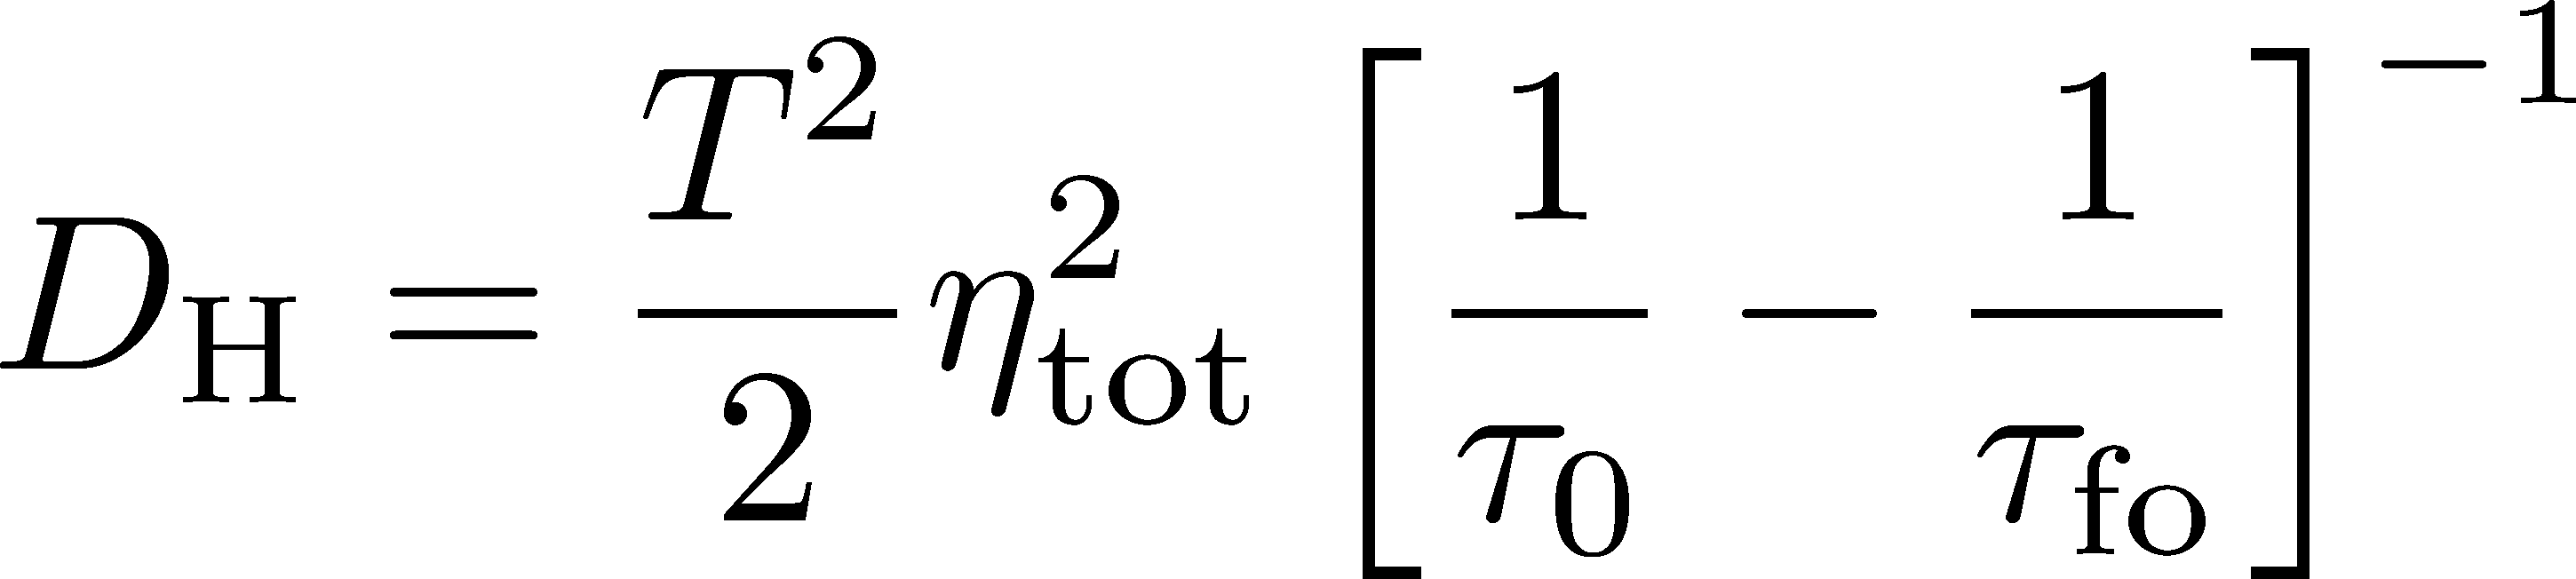 D_H = \frac{T^2}{2} \eta_{tot}^2 \left[ \frac{1}{\tau_0} - \frac{1}{\tau_{fo}} \right]^{-1}